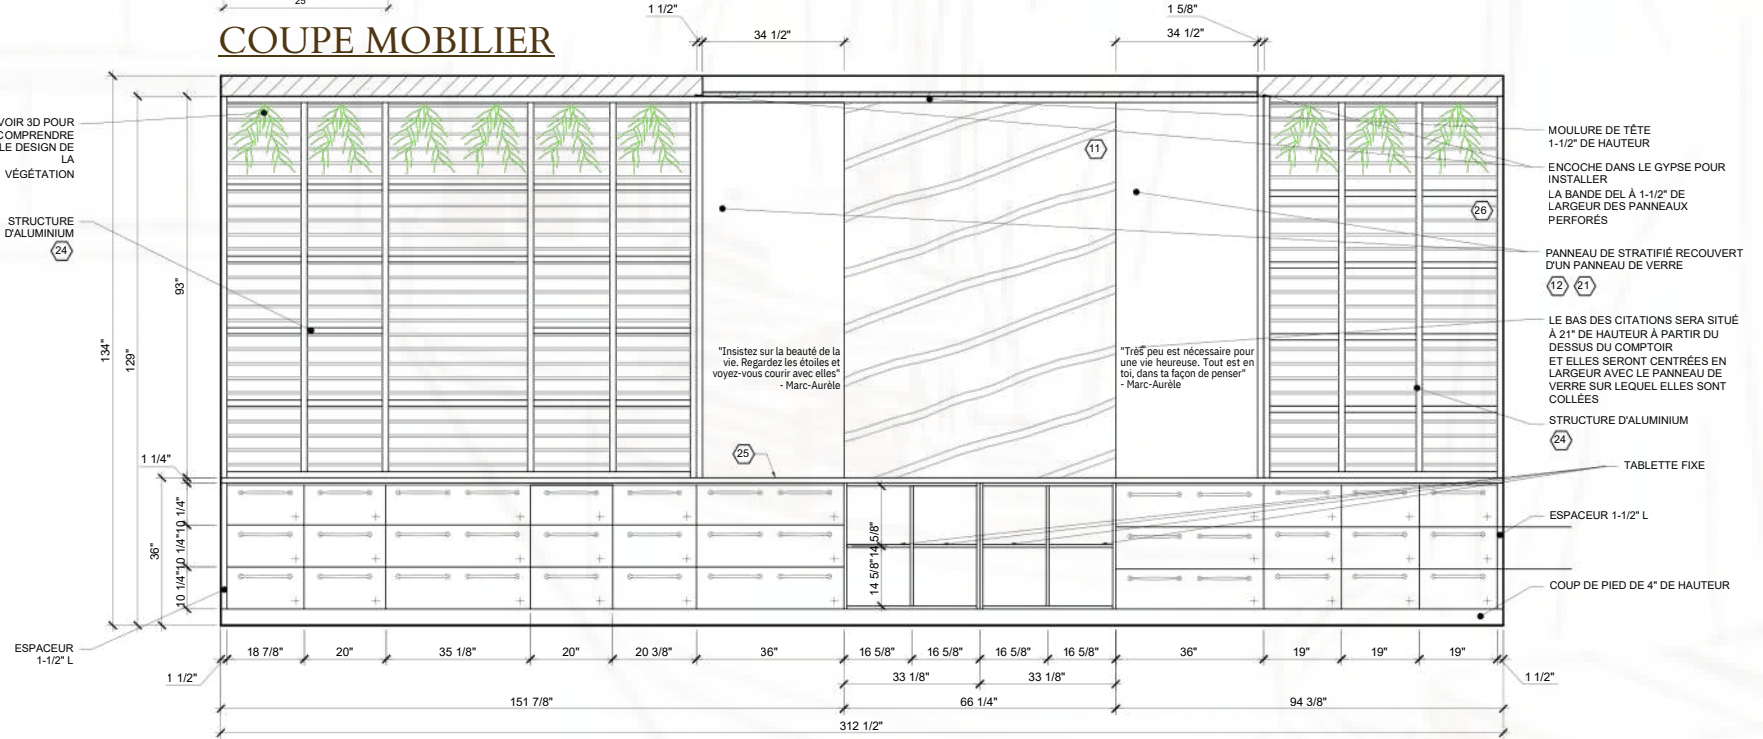 25"
COUPE MOBILIER
1 1/2"
34 1/2"
1 5/8"
34 1/2"
VOIR 3D POUR
COMPRENDRE
LE DESIGN DE
LA
VÉGÉTATION
STRUCTURE
D'ALUMINIUM
24
134"
129"
93"
1 1/4"
36"
10 1/4"
10 1/4"
10 1/4"
ESPACEUR
1-1/2" L
"Insistez sur la beauté de la
vie. Regardez les étoiles et
voyez-vous courir avec elles"
- Marc-Aurèle
25
11
"Très peu est nécessaire pour
une vie heureuse. Tout est en
toi, dans ta façon de penser"
- Marc-Aurèle
26
14 5/8"
14 5/8"
MOULURE DE TÊTE
1-1/2" DE HAUTEUR
ENCOCHE DANS LE GYPSE POUR
INSTALLER
LA BANDE DEL À 1-1/2" DE
LARGEUR DES PANNEAUX
PERFORÉS
PANNEAU DE STRATIFIÉ RECOUVERT
D'UN PANNEAU DE VERRE
12 21
LE BAS DES CITATIONS SERA SITUÉ
À 21" DE HAUTEUR À PARTIR DU
DESSUS DU COMPTOIR
ET ELLES SERONT CENTRÉES EN
LARGEUR AVEC LE PANNEAU DE
VERRE SUR LEQUEL ELLES SONT
COLLÉES
STRUCTURE D'ALUMINIUM
24
TABLETTE FIXE
ESPACEUR 1-1/2" L
COUP DE PIED DE 4" DE HAUTEUR
18 7/8" 20" 35 1/8" 20" 20 3/8" 36" 16 5/8" 16 5/8" 16 5/8" 16 5/8" 36" 19" 19" 19"
1 1/2" 33 1/8" 33 1/8" 1 1/2"
151 7/8" 66 1/4" 94 3/8"
312 1/2"